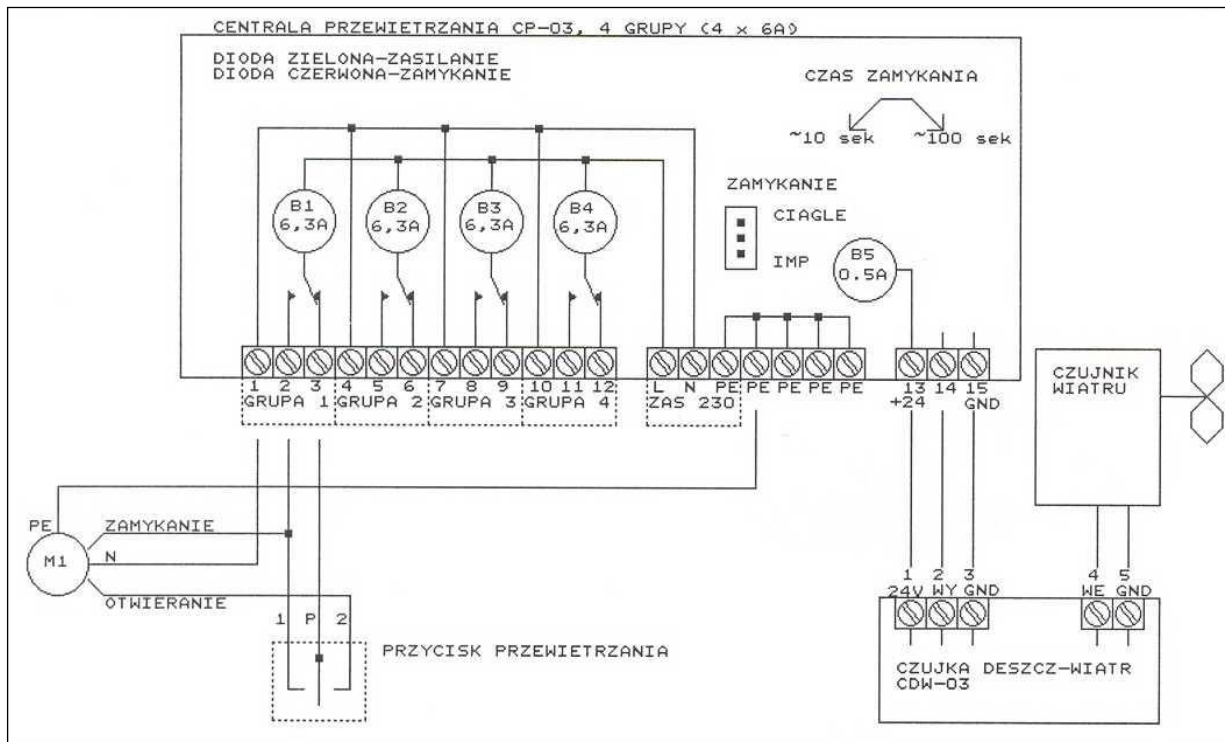 CENTRALA PRZEWIETRZANIA CP-03, 4 GRUPY (4 x 6A)
DIODA ZIELONA-ZASILANIE
DIODA CZERWONA-ZAMYKANIE
CZAS ZAMYKANIA
~10 sek ~100 sek
ZAMYKANIE
CIAGLE
IMP
B1
6,3A
B2
6,3A
B3
6,3A
B4
6,3A
B5
0.5A
1 2 3 4 5 6 7 8 9 10 11 12
GRUPA 1 GRUPA 2 GRUPA 3 GRUPA 4
L N PE PE PE PE PE
ZAS 230
13 14 15
+24 GND
CZUJNIK
WIATRU
PE
ZAMYKANIE
M1
N
OTWIERANIE
1 P 2
PRZYCISK PRZEWIETRZANIA
1 2 3 4 5
24V WY GND WE GND
CZUJKA DESZCZ-WIATR
CDW-03